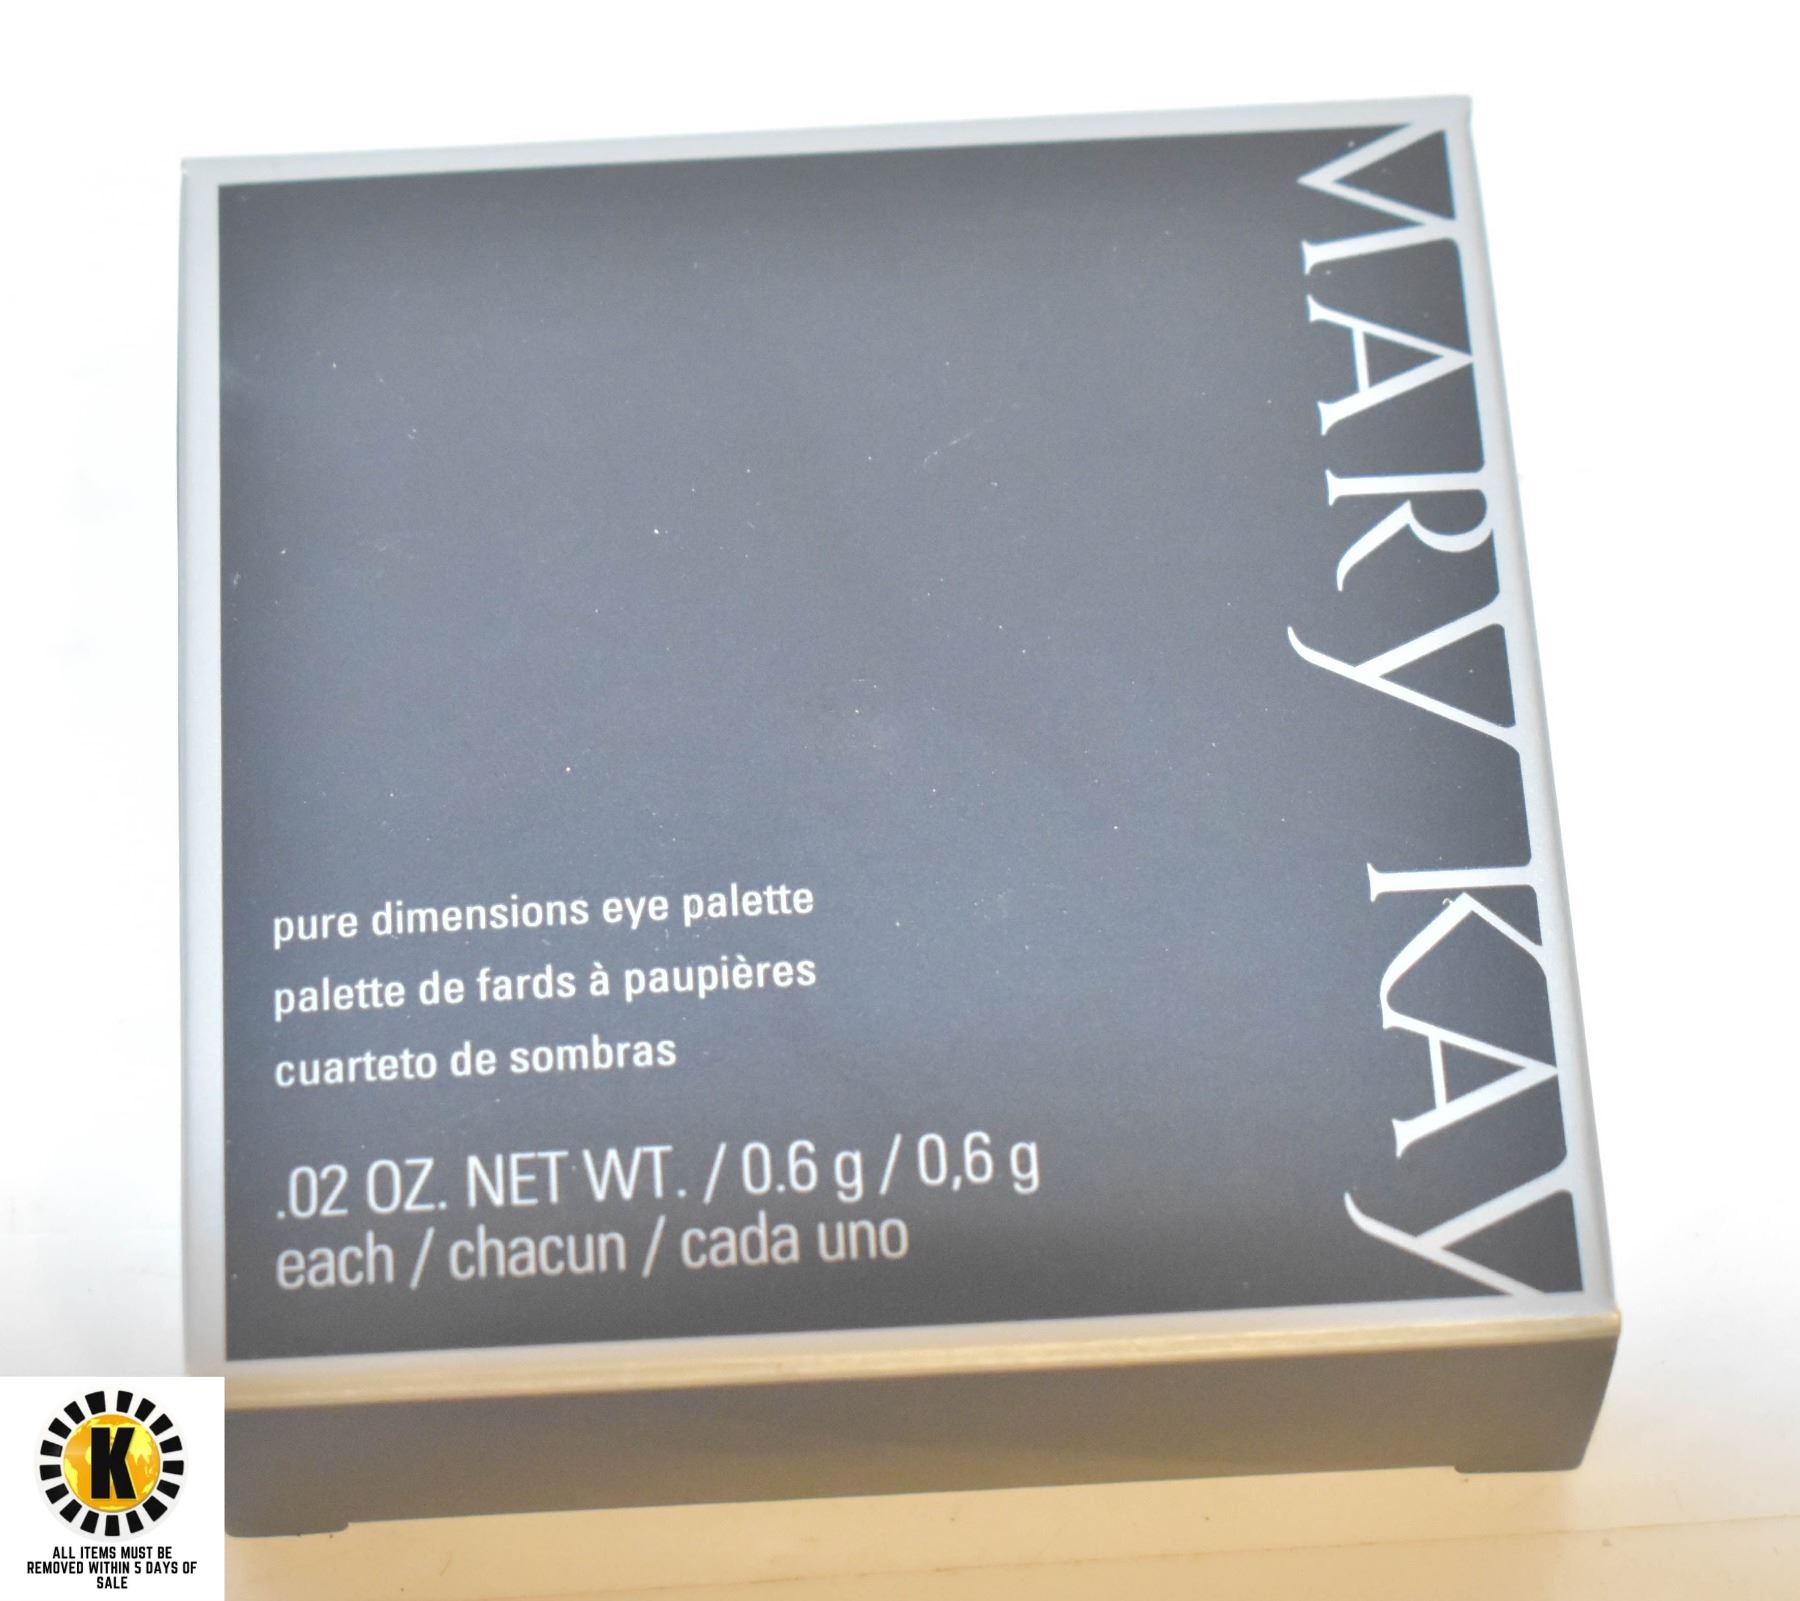 MARY KAY
pure dimensions eye palette
palette de fards à paupières
cuarteto de sombras
.02 OZ. NET WT. / 0.6 g / 0,6 g
each / chacun / cada uno
K
ALL ITEMS MUST BE
REMOVED WITHIN 5 DAYS OF
SALE